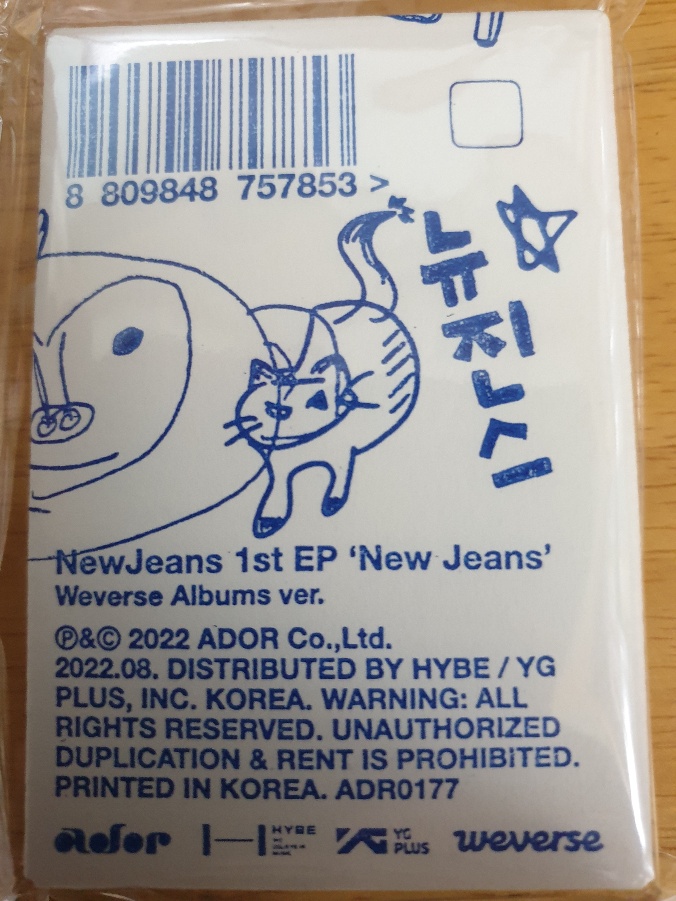 8 809848 757853 >
뉴진스
NewJeans 1st EP ‘New Jeans’
Weverse Albums ver.
Ⓟ&Ⓒ 2022 ADOR Co.,Ltd.
2022.08. DISTRIBUTED BY HYBE / YG
PLUS, INC. KOREA. WARNING: ALL
RIGHTS RESERVED. UNAUTHORIZED
DUPLICATION & RENT IS PROHIBITED.
PRINTED IN KOREA. ADR0177
ador HYBE YG YG PLUS weverse